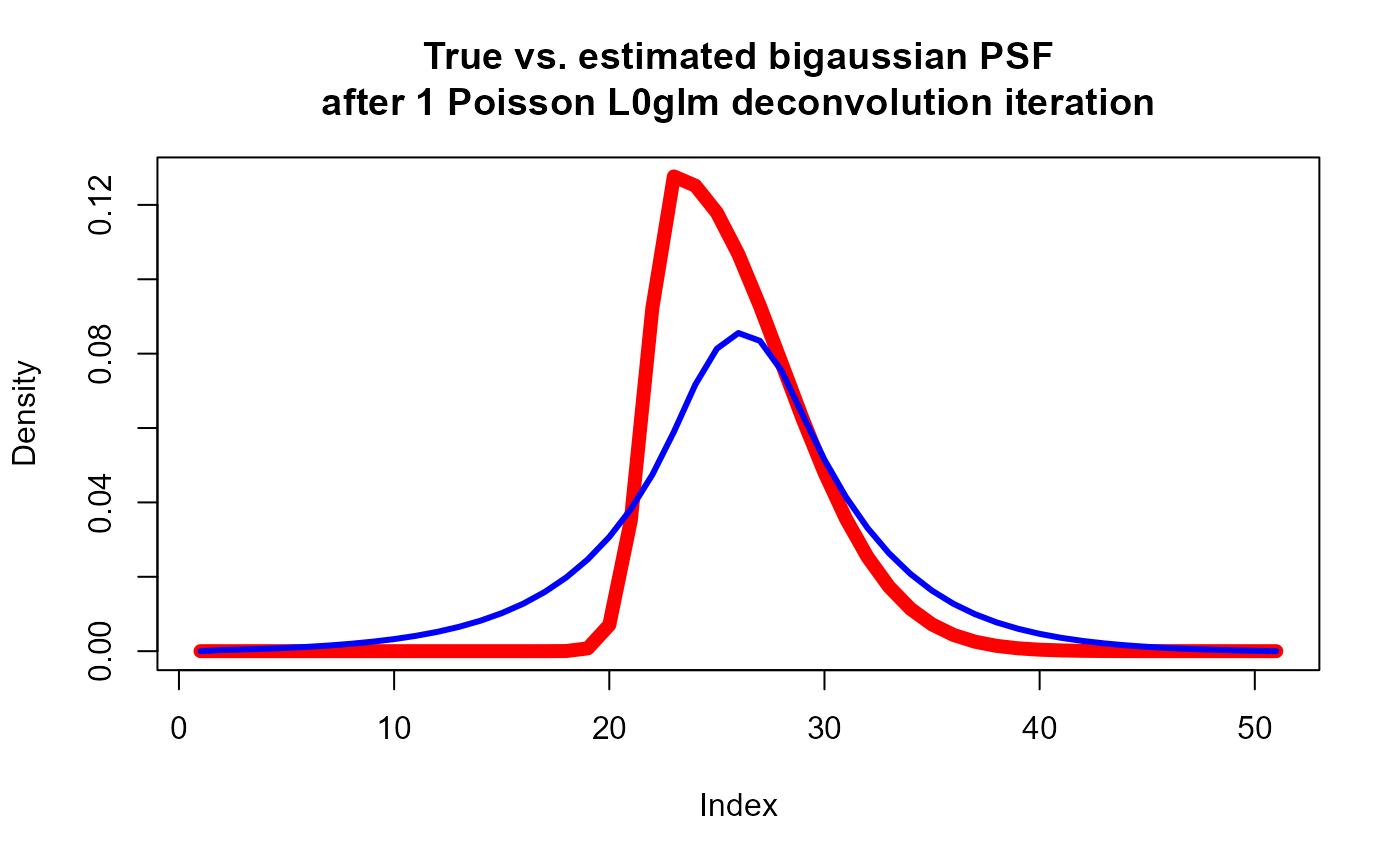 True vs. estimated bigaussian PSF
after 1 Poisson L0glm deconvolution iteration
Density
0.12
0.08
0.04
0.00
0 10 20 30 40 50
Index